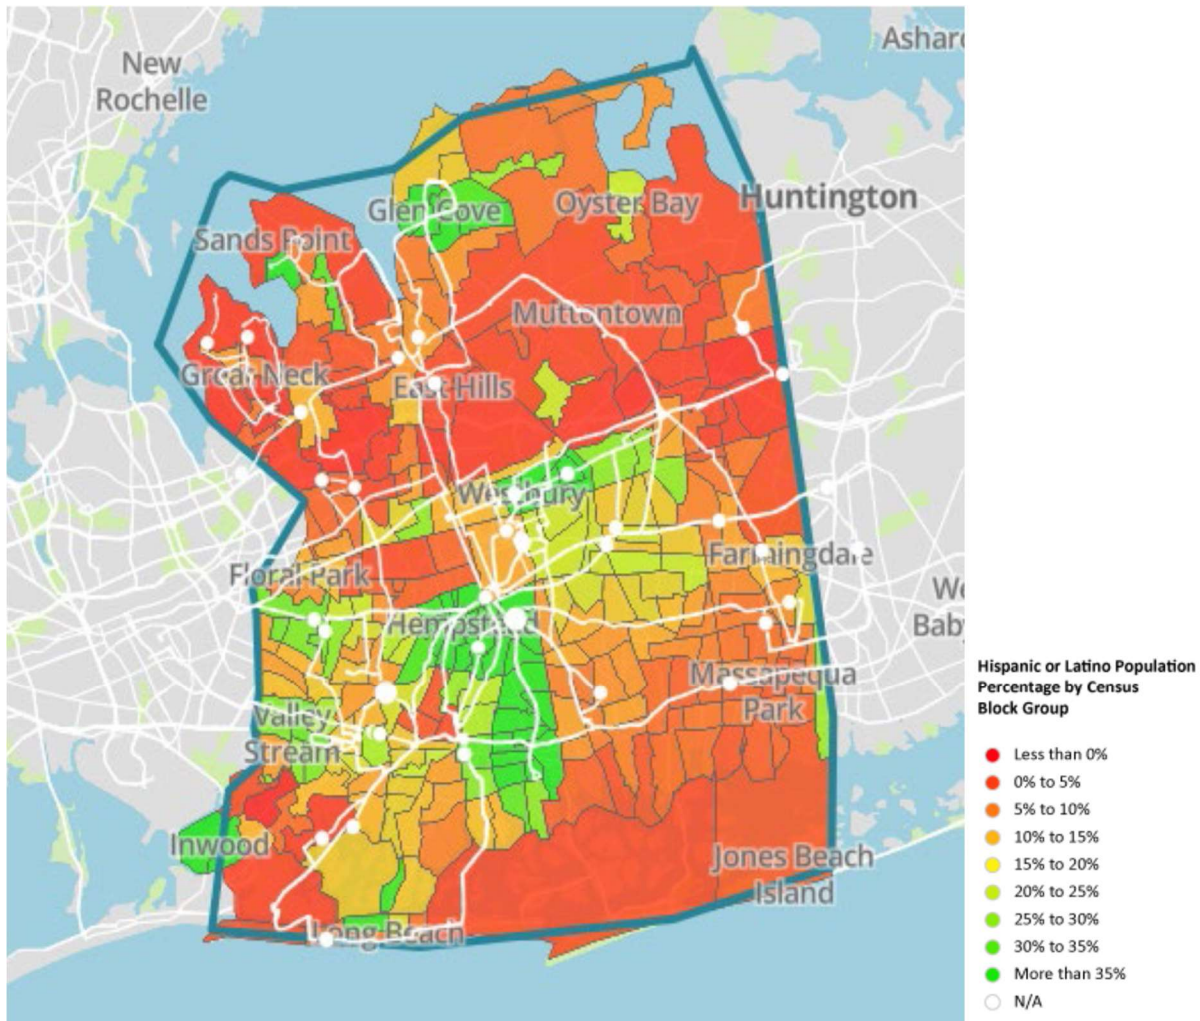 New
Rochelle
Ashar
Huntington
Glen Cove
Oyster Bay
Sands Point
Muttontown
Great Neck
East Hills
Westbury
Floral Park
Farmingdale
We
Bab
Hempstead
Massapequa
Park
Valley
Stream
Inwood
Jones Beach
Island
Long Beach
Hispanic or Latino Population
Percentage by Census
Block Group
Less than 0%
0% to 5%
5% to 10%
10% to 15%
15% to 20%
20% to 25%
25% to 30%
30% to 35%
More than 35%
N/A